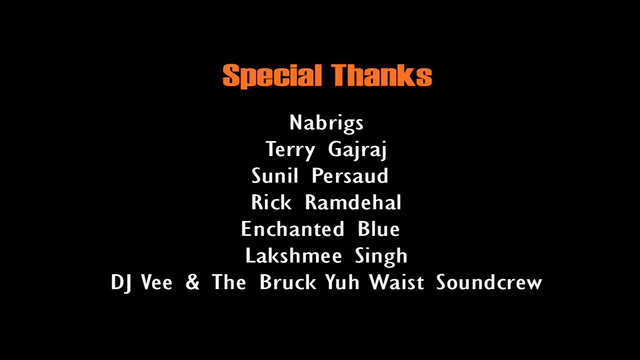 Special Thanks
Nabrigs
Terry Gajraj
Sunil Persaud
Rick Ramdehal
Enchanted Blue
Lakshmee Singh
DJ Vee & The Bruck Yuh Waist Soundcrew